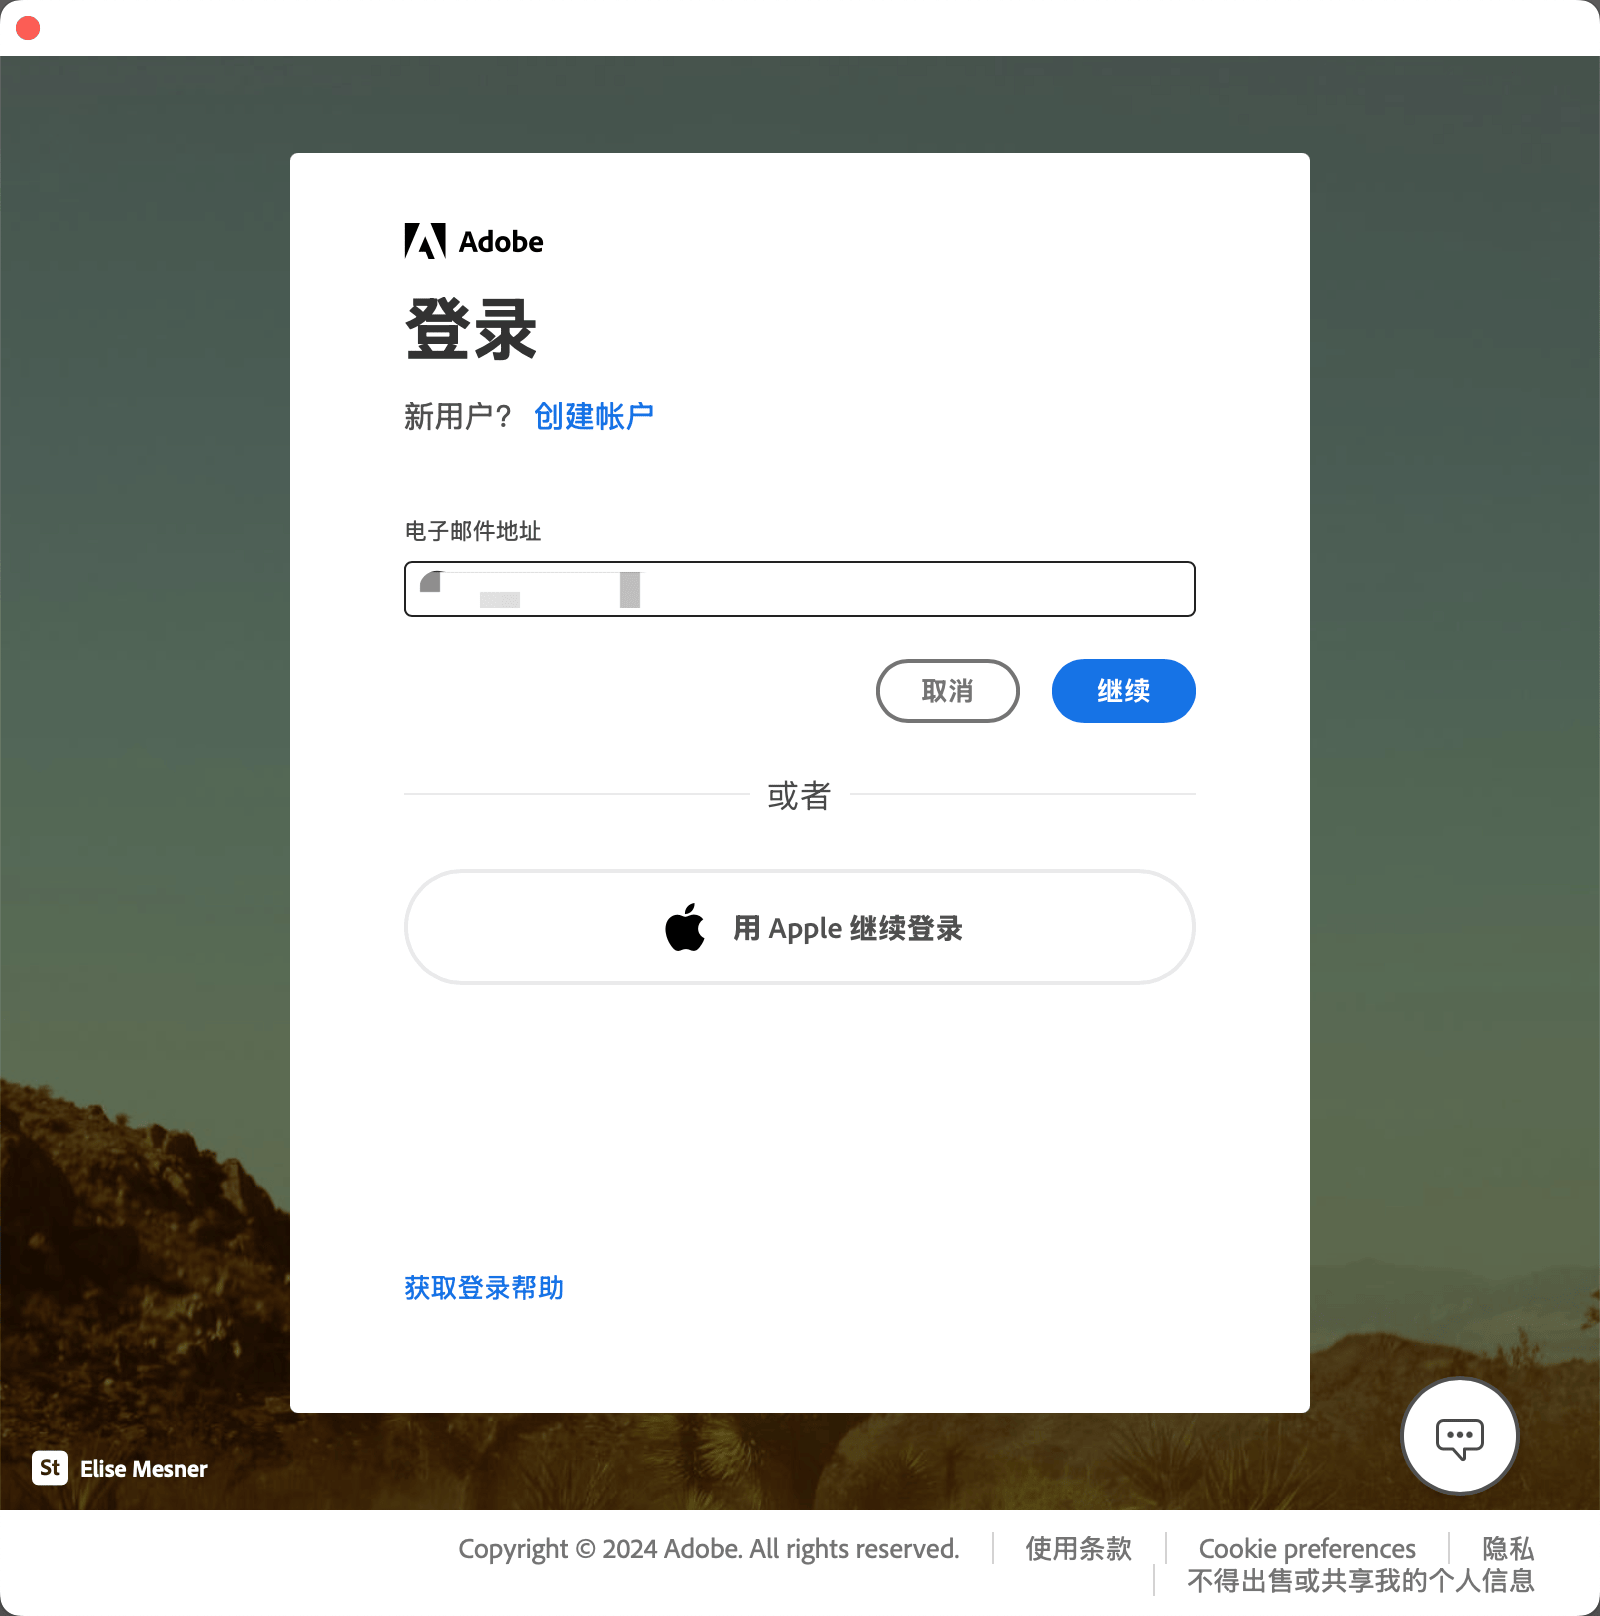 Adobe
登录
新用户? 创建帐户
电子邮件地址
取消 继续
或者
用 Apple 继续登录
获取登录帮助
St Elise Mesner
Copyright © 2024 Adobe. All rights reserved. 使用条款 Cookie preferences 隐私
不得出售或共享我的个人信息